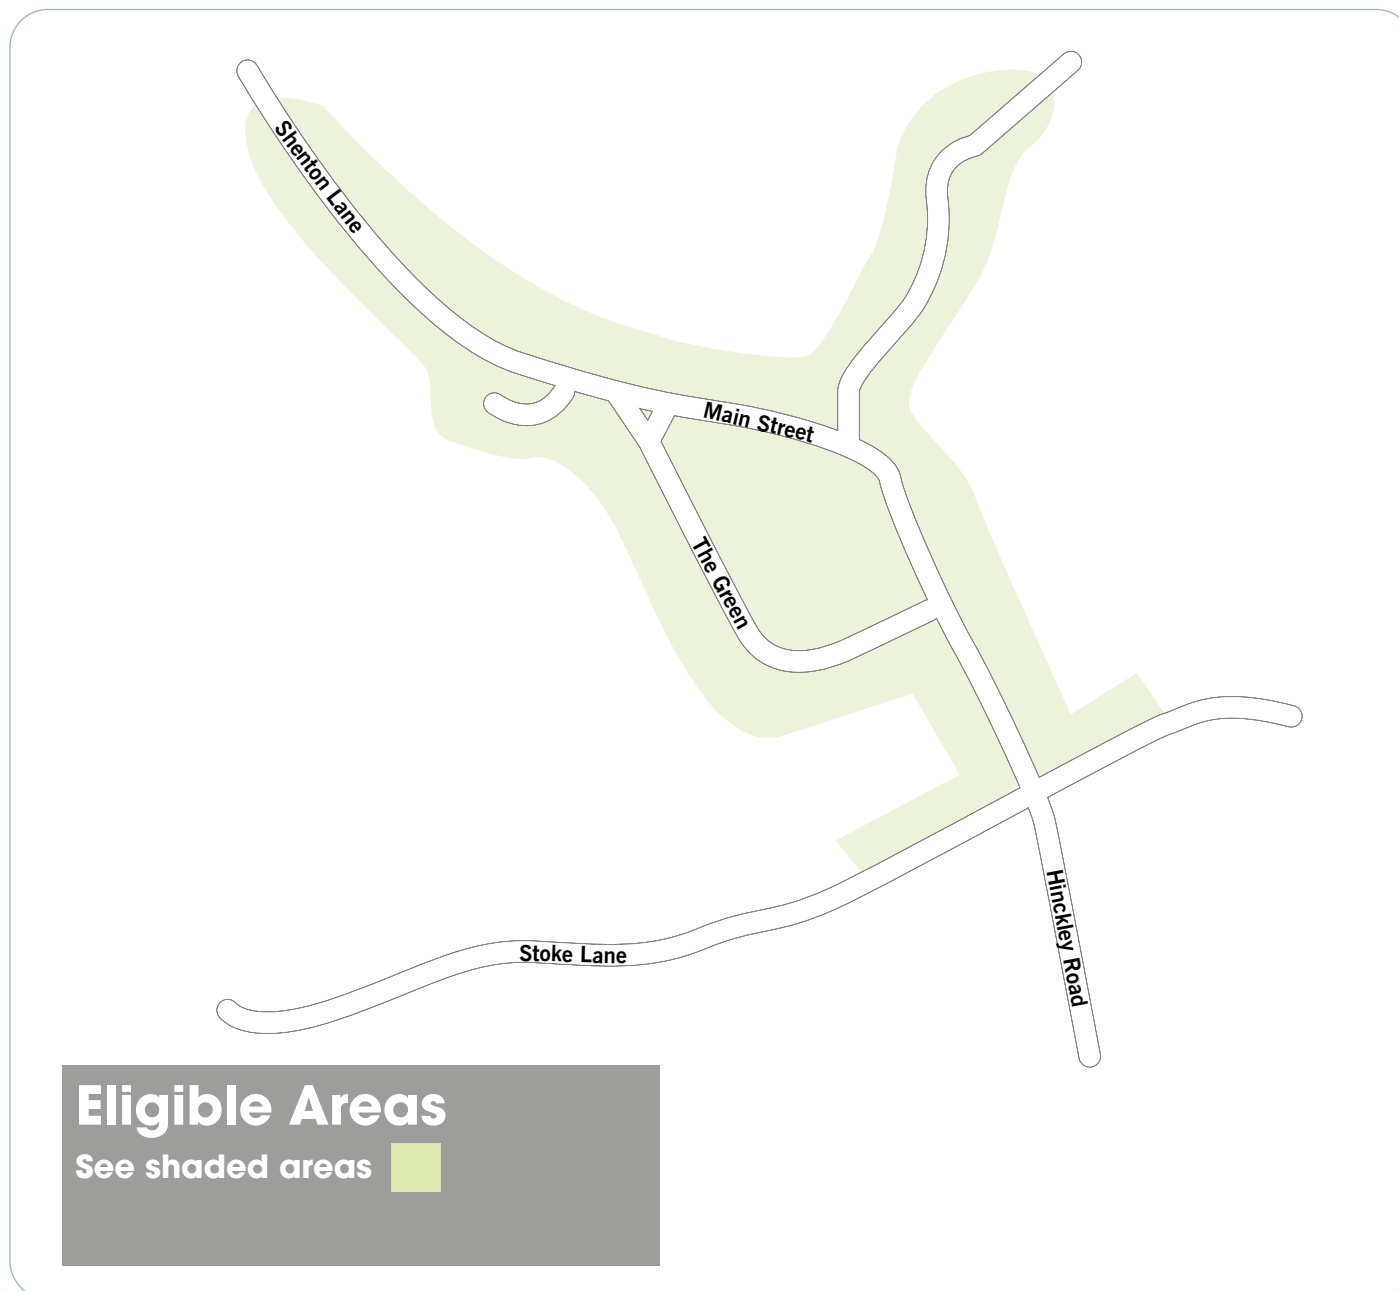 Shenton Lane
Main Street
The Green
Hinckley Road
Stoke Lane
Eligible Areas
See shaded areas